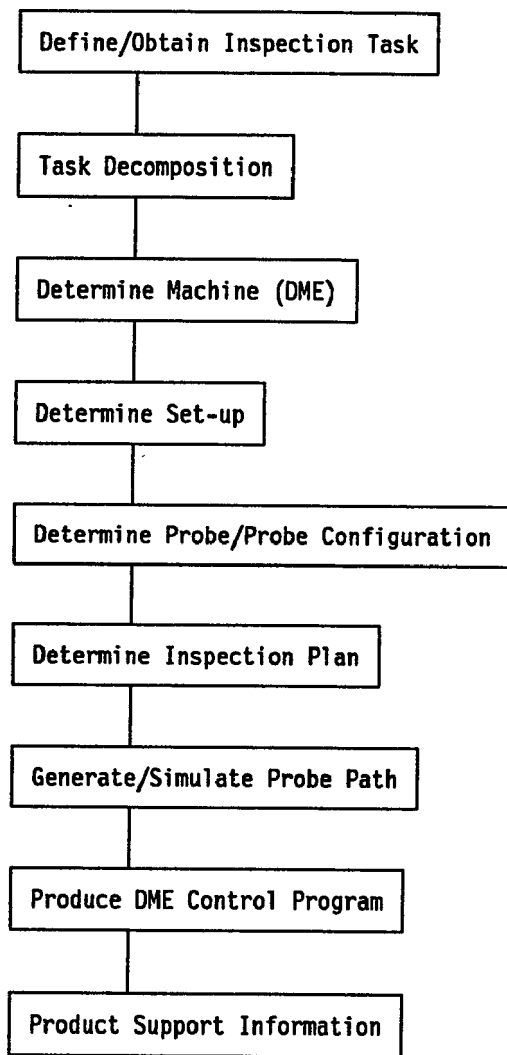 Define/Obtain Inspection Task
Task Decomposition
Determine Machine (DME)
Determine Set-up
Determine Probe/Probe Configuration
Determine Inspection Plan
Generate/Simulate Probe Path
Produce DME Control Program
Product Support Information